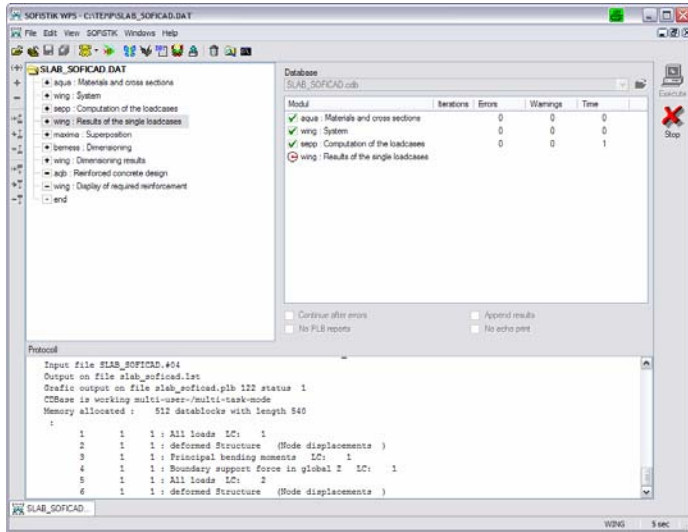 SOFISTIK WPS - C:\TEMP\SLAB_SOFICAD.DAT
File Edit View SOFiSTiK Windows Help
SLAB_SOFICAD.DAT
aqua : Materials and cross sections
wing : System
sepp : Computation of the loadcases
wing : Results of the single loadcases
maxima : Superposition
bemess : Dimensioning
wing : Dimensioning results
aqb : Reinforced concrete design
wing : Display of required reinforcement
end
Database
SLAB_SOFICAD.cdb
Modul Iterations Errors Warnings Time
aqua : Materials and cross sections 0 0 0
wing : System 0 0 0
sepp : Computation of the loadcases 0 0 1
wing : Results of the single loadcases
Continue after errors Append results
No PLB reports No echo print
Execute
Stop
Protocoll
Input file SLAB_SOFICAD.#04
Output on file slab_soficad.lst
Grafic output on file slab_soficad.plb 122 status 1
CDBase is working multi-user-/multi-task-mode
Memory allocated : 512 datablocks with length 540
:
1 1 1 : All loads LC: 1
2 1 1 : deformed Structure (Node displacements )
3 1 1 : Principal bending moments LC: 1
4 1 1 : Boundary support force in global Z LC: 1
5 1 1 : All loads LC: 2
6 1 1 : deformed Structure (Node displacements )
SLAB_SOFICAD...
WING 5 sec